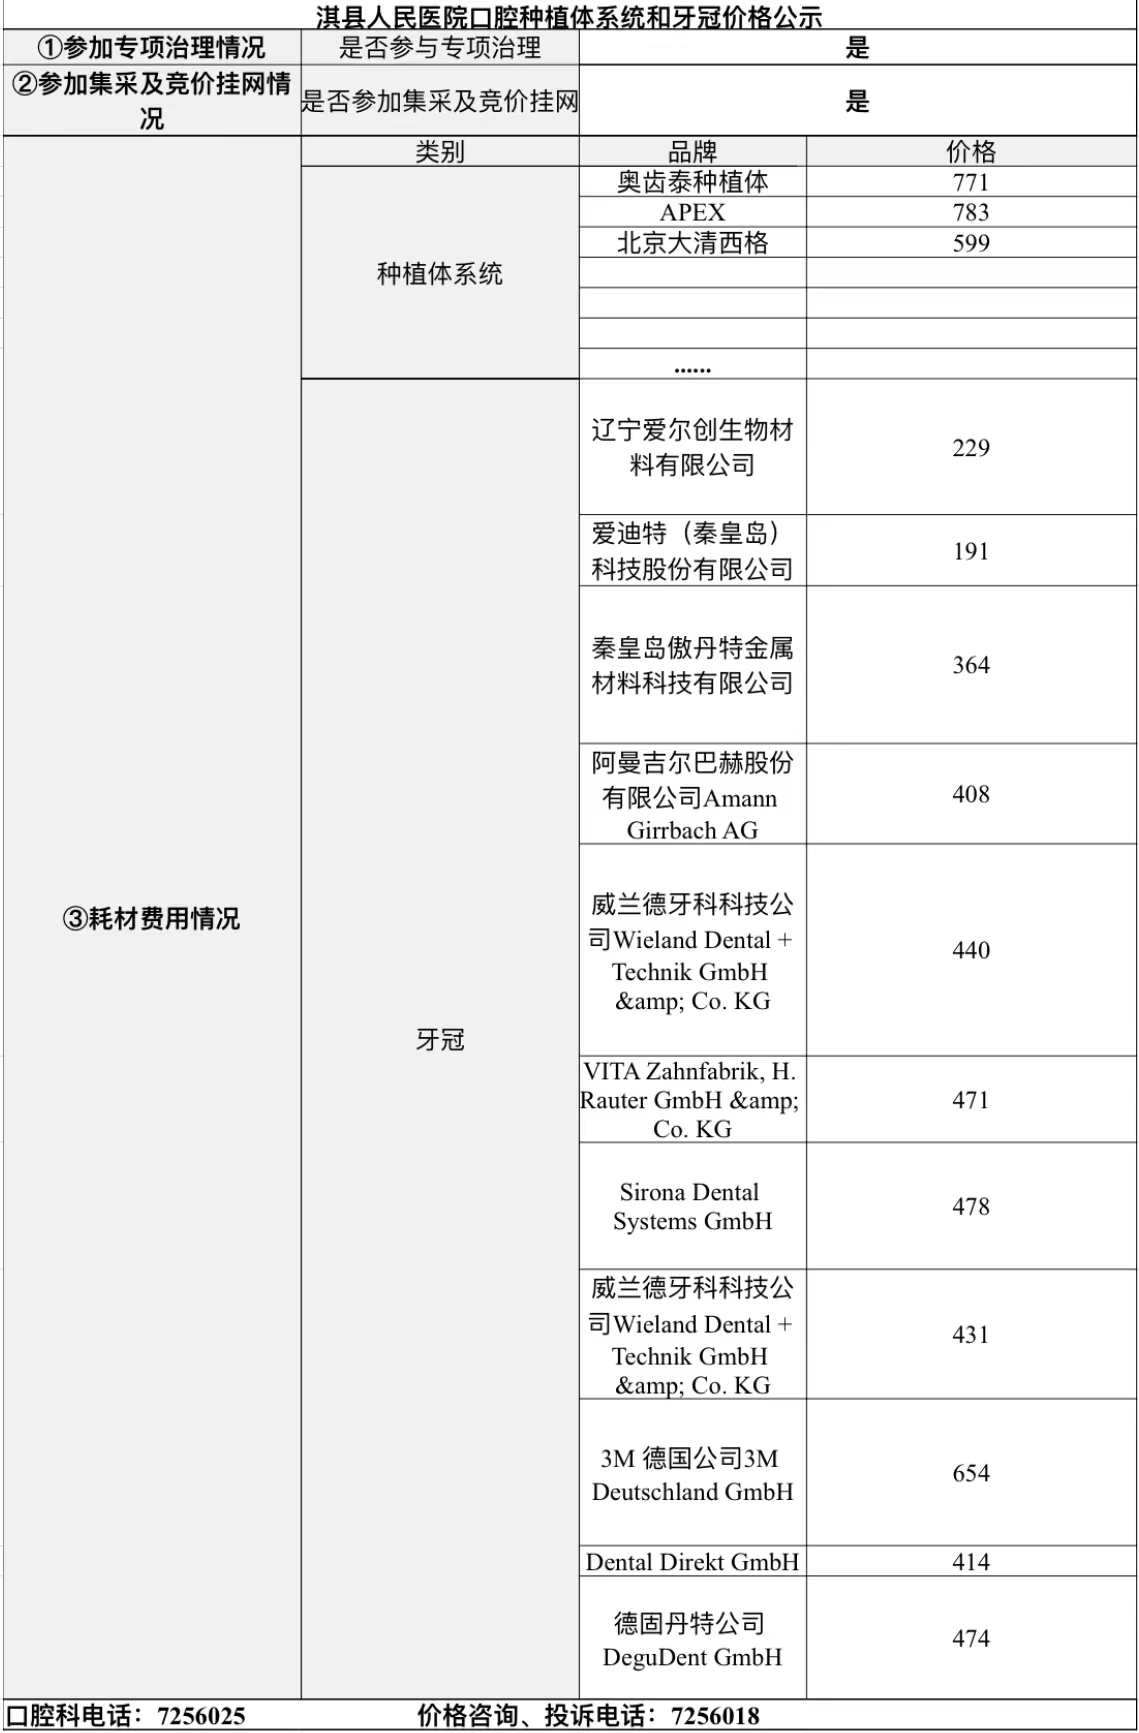 淇县人民医院口腔种植体系统和牙冠价格公示
①参加专项治理情况 是否参与专项治理 是
②参加集采及竞价挂网情
况
是否参加集采及竞价挂网 是
类别 品牌 价格
③耗材费用情况
种植体系统
奥齿泰种植体 771
APEX 783
北京大清西格 599
......
牙冠
辽宁爱尔创生物材
料有限公司
229
爱迪特（秦皇岛）
科技股份有限公司
191
秦皇岛傲丹特金属
材料科技有限公司
364
阿曼吉尔巴赫股份
有限公司Amann
Girrbach AG
408
威兰德牙科科技公
司Wieland Dental +
Technik GmbH
&amp; Co. KG
440
VITA Zahnfabrik, H.
Rauter GmbH &amp;
Co. KG
471
Sirona Dental
Systems GmbH
478
威兰德牙科科技公
司Wieland Dental +
Technik GmbH
&amp; Co. KG
431
3M 德国公司3M
Deutschland GmbH
654
Dental Direkt GmbH 414
德固丹特公司
DeguDent GmbH
474
口腔科电话：7256025 价格咨询、投诉电话：7256018